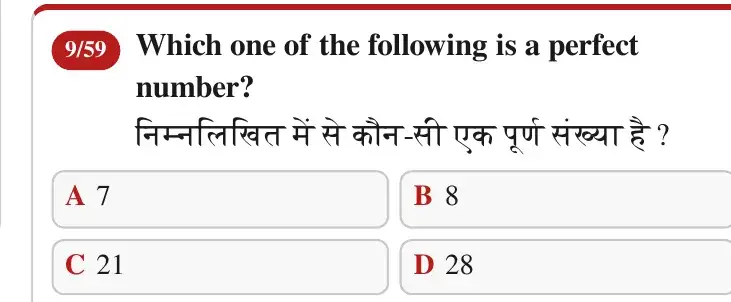 9/59 Which one of the following is a perfect
number?
निम्नलिखित में से कौन-सी एक पूर्ण संख्या है ?
A 7 B 8
C 21 D 28